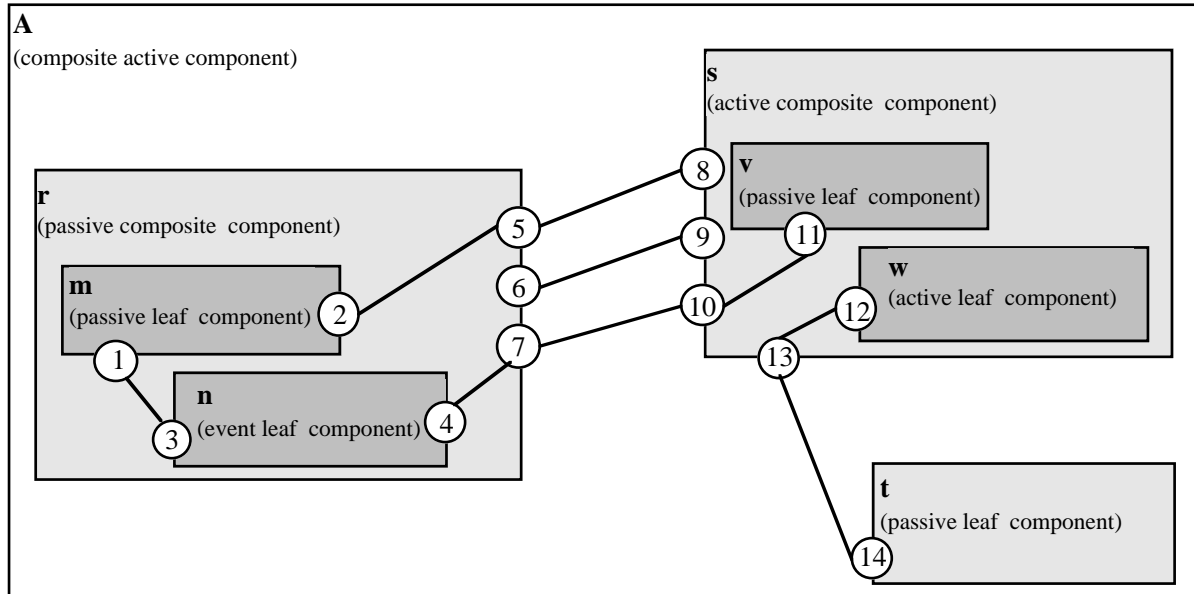 A
(composite active component)
s
(active composite component)
8
v
(passive leaf component)
r
(passive composite component)
5
9
11
m
(passive leaf component)
2
6
w
(active leaf component)
12
10
7
13
1
n
(event leaf component)
4
3
t
(passive leaf component)
14